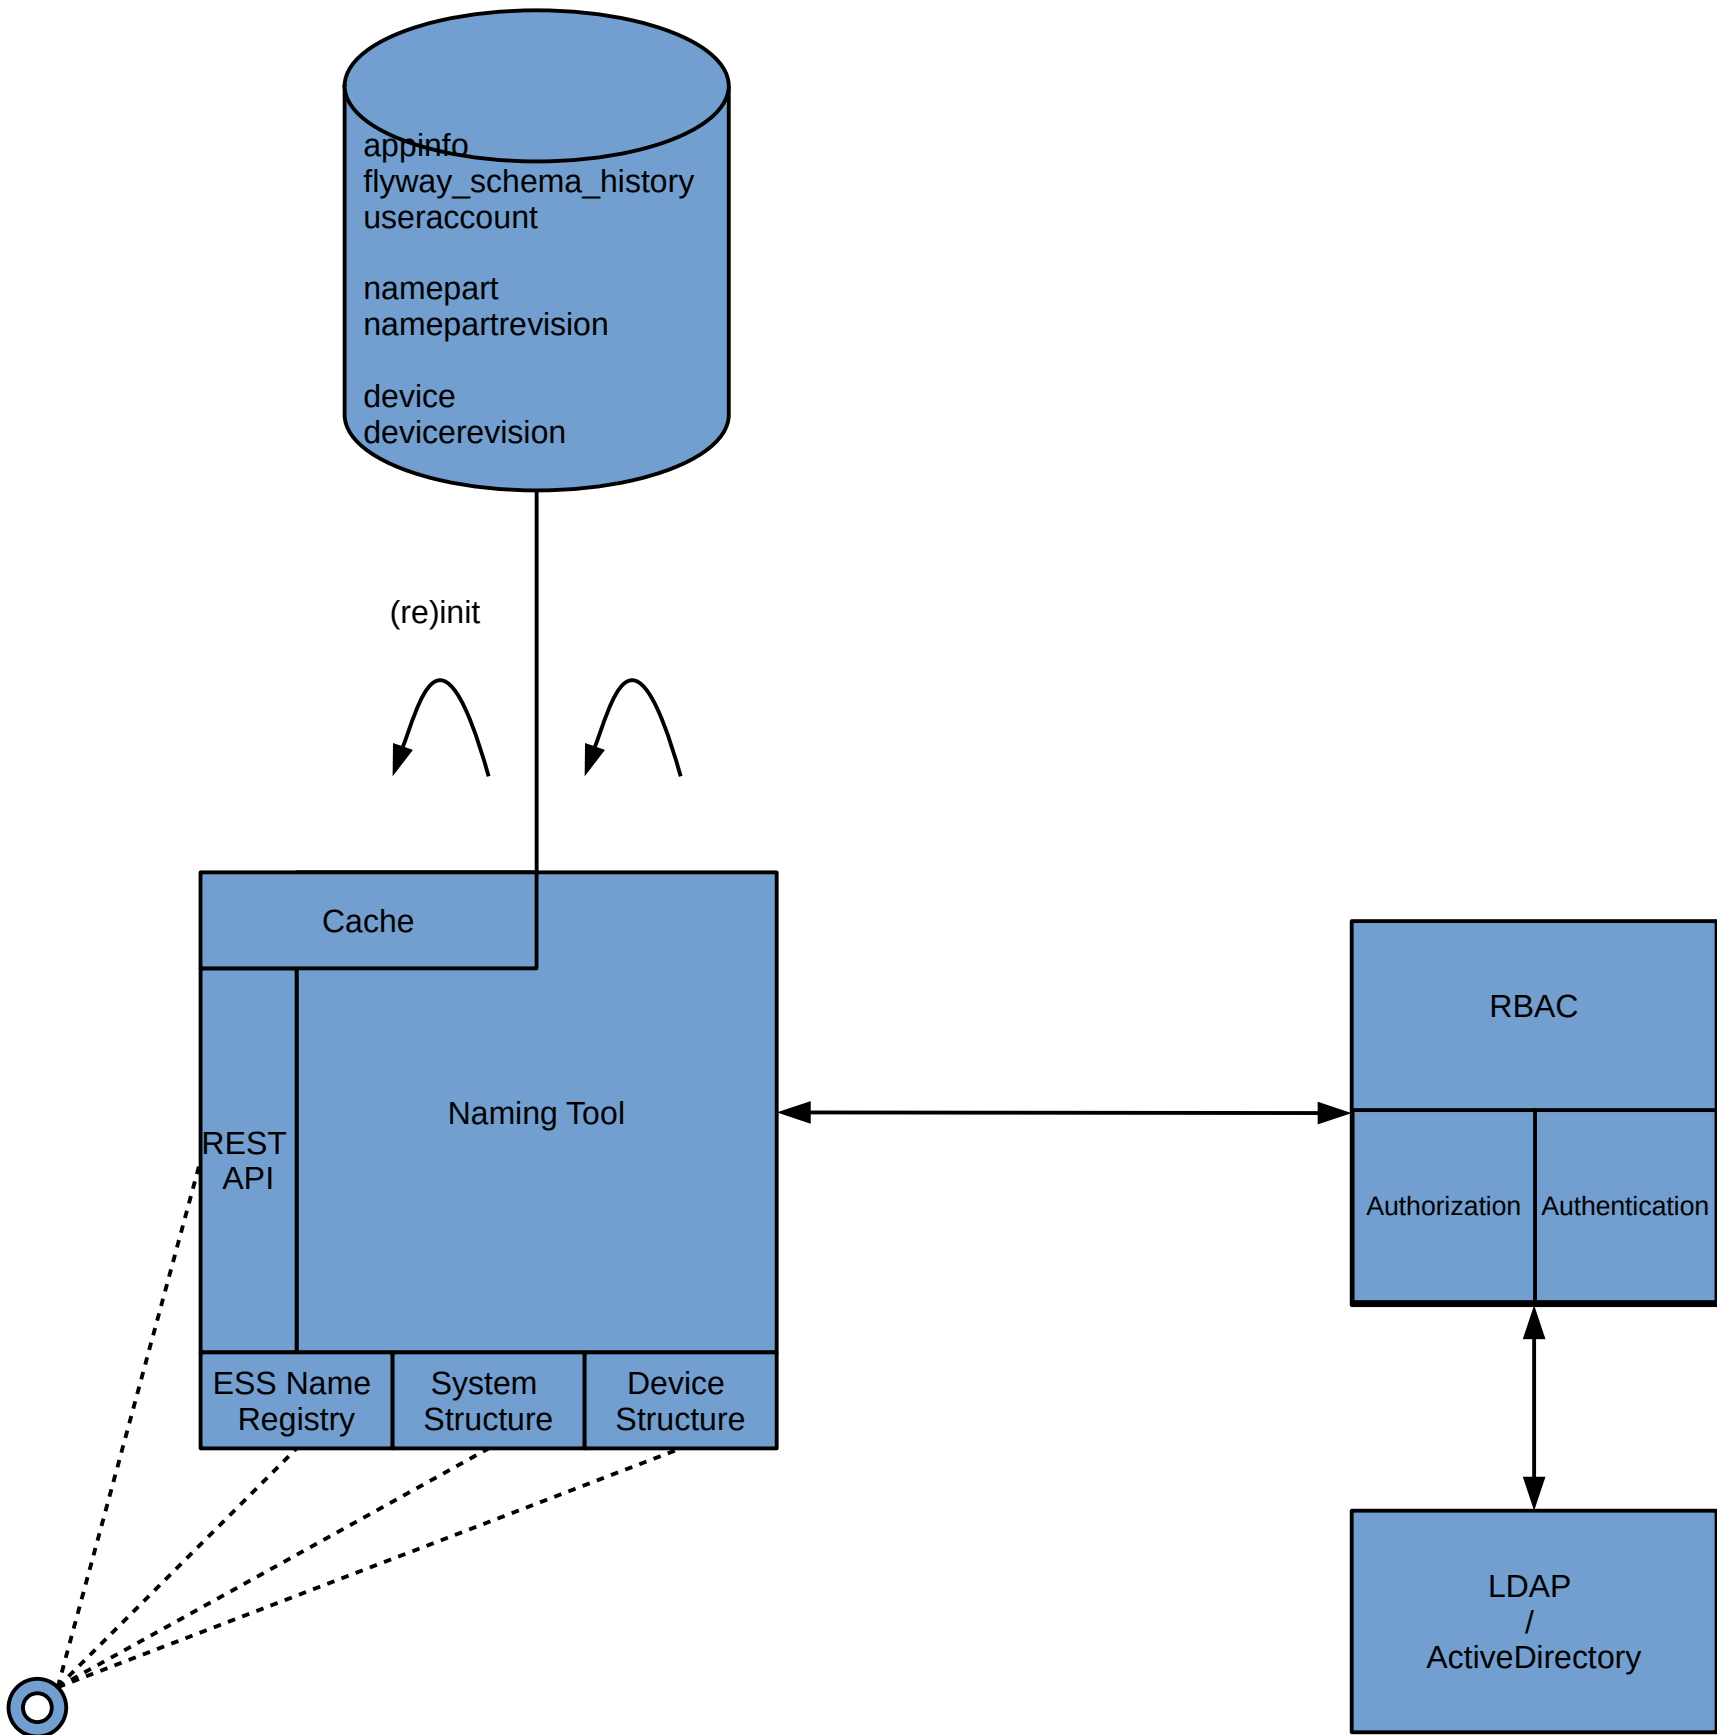 appinfo
flyway_schema_history
useraccount
namepart
namepartrevision
device
devicerevision
(re)init
Cache
Naming Tool
REST
API
ESS Name
Registry
System
Structure
Device
Structure
RBAC
Authorization
Authentication
LDAP
/
ActiveDirectory